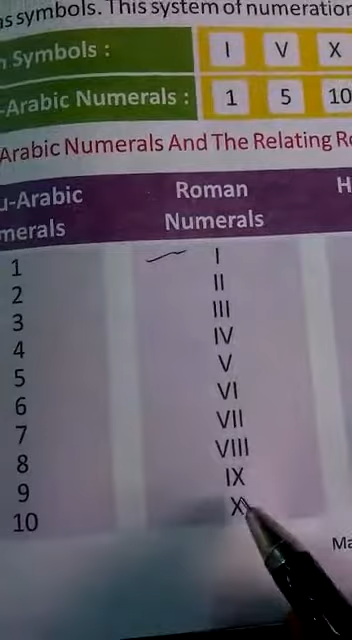 as symbols. This system of numeration
Symbols : I V X
-Arabic Numerals : 1 5 10
Arabic Numerals And The Relating
u-Arabic Roman H
merals Numerals
1 I
2 II
3 III
4 IV
5 V
6 VI
7 VII
8 VIII
9 IX
10 X